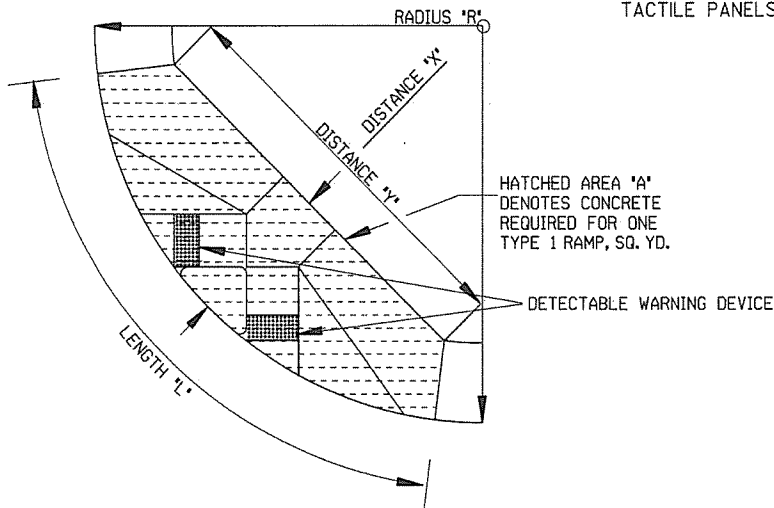 RADIUS "R"
TACTILE PANELS
DISTANCE "X"
DISTANCE "Y"
HATCHED AREA "A"
DENOTES CONCRETE
REQUIRED FOR ONE
TYPE 1 RAMP, SQ. YD.
DETECTABLE WARNING DEVICE
LENGTH "L"